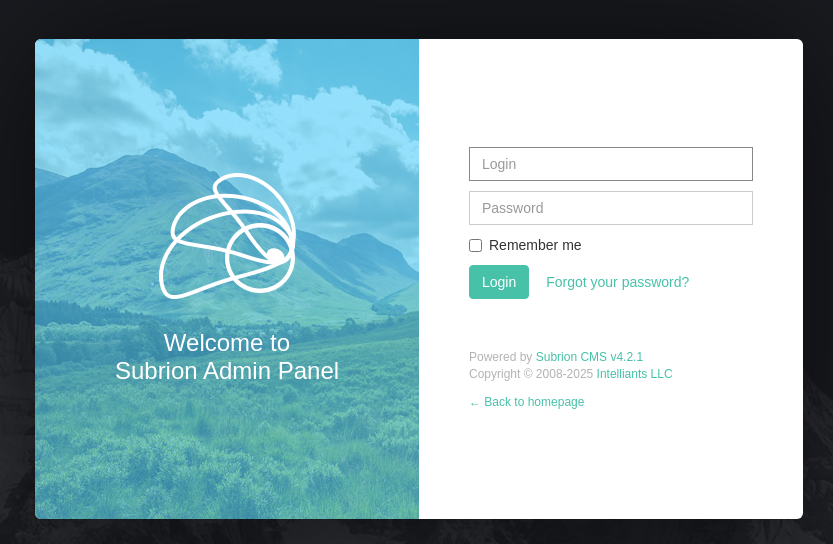 Welcome to
Subrion Admin Panel
Login
Password
Remember me
Login
Forgot your password?
Powered by Subrion CMS v4.2.1
Copyright © 2008-2025 Intelliants LLC
← Back to homepage